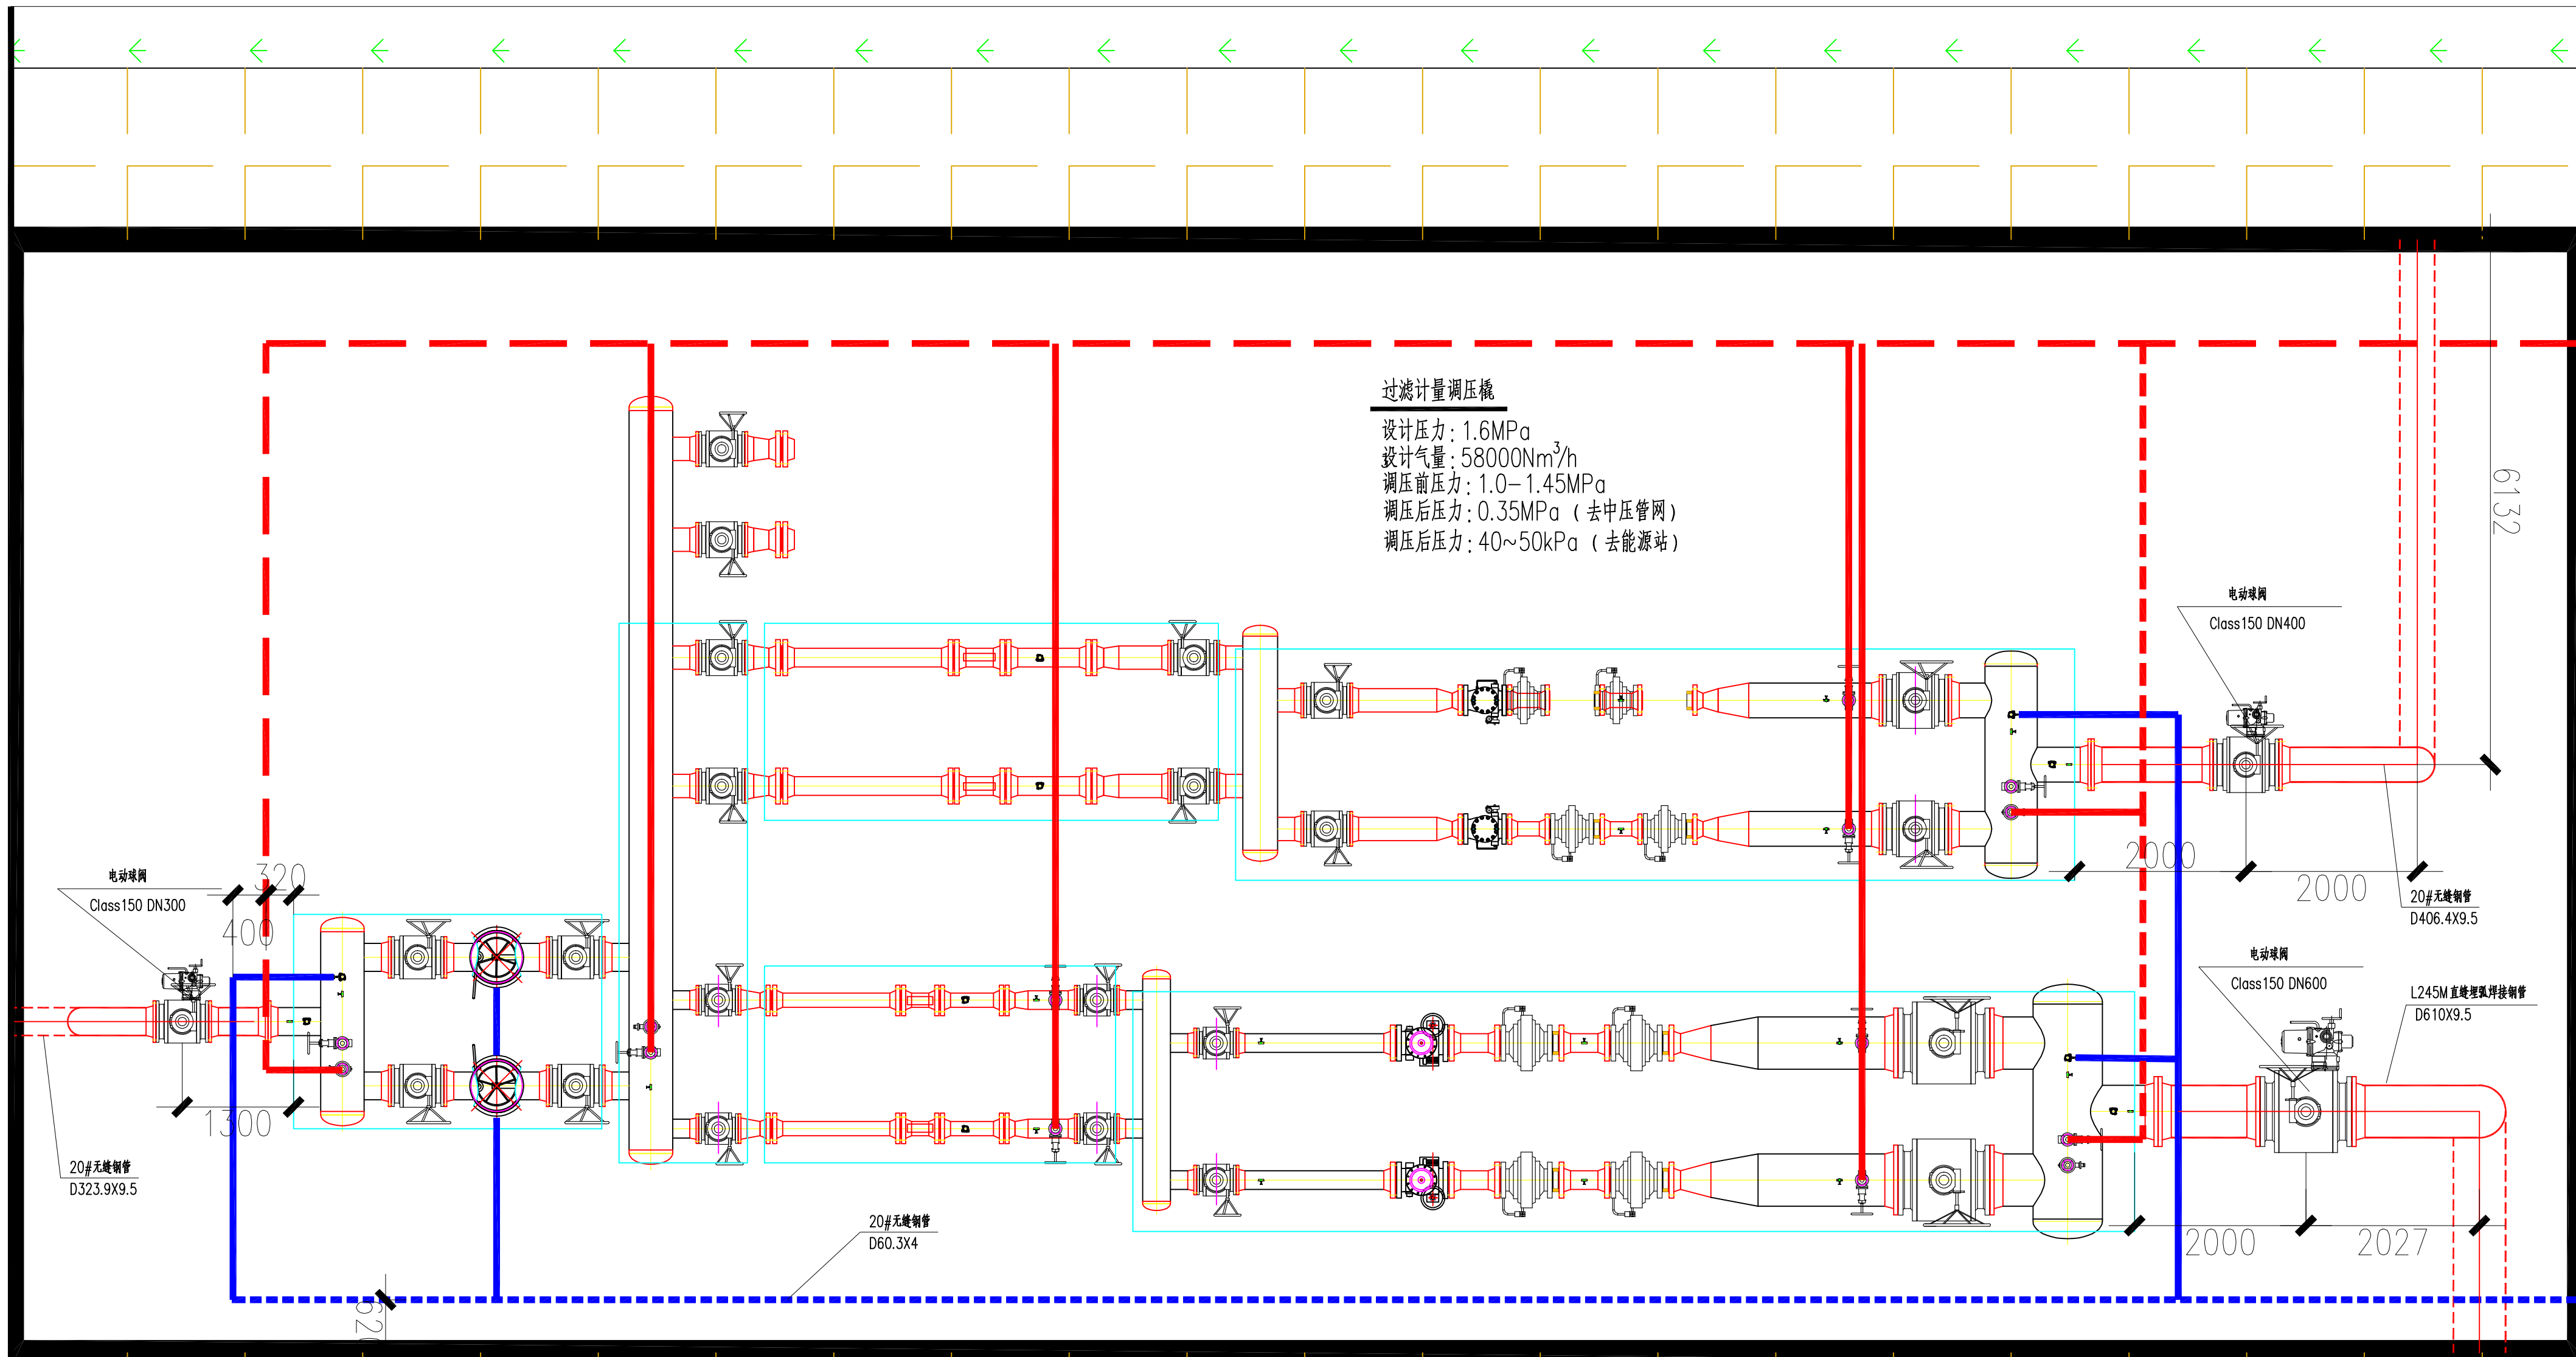 过滤计量调压橇
设计压力：1.6MPa
设计气量：58000Nm³/h
调压前压力：1.0-1.45MPa
调压后压力：0.35MPa（去中压管网）
调压后压力：40~50kPa（去能源站）
6132
电动球阀
Class150 DN400
2000
2000
20#无缝钢管
D406.4X9.5
电动球阀
Class150 DN300
320
400
1300
20#无缝钢管
D323.9X9.5
电动球阀
Class150 DN600
L245M直缝埋弧焊接钢管
D610X9.5
2000
2027
20#无缝钢管
D60.3X4